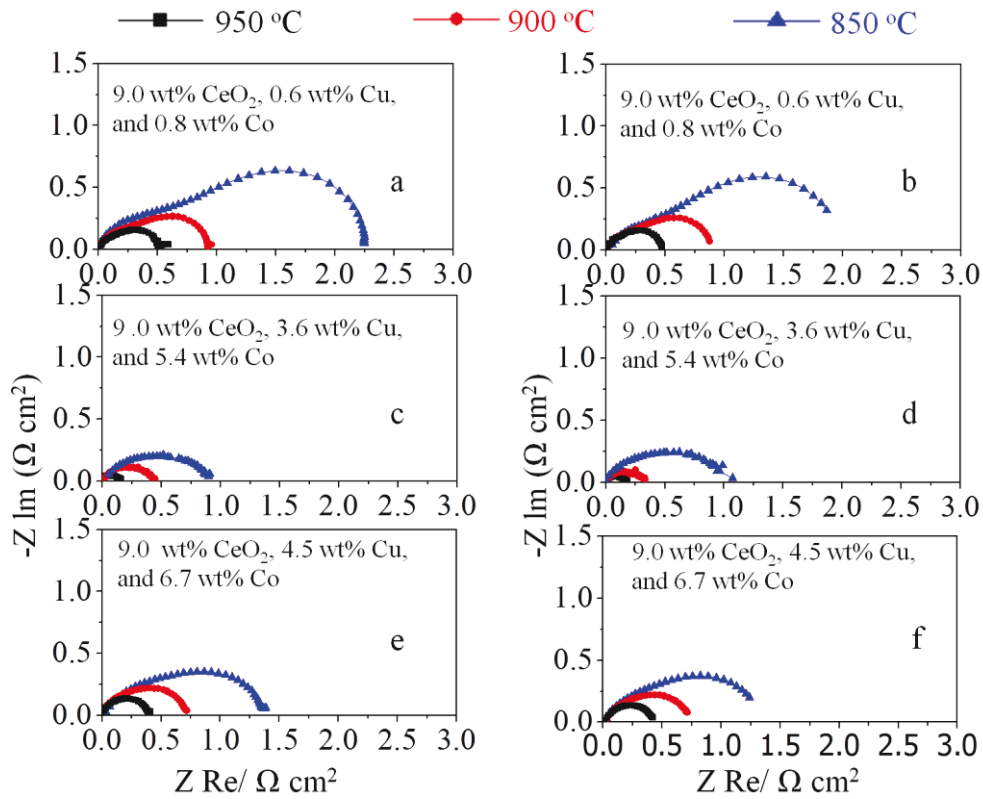 950 °C 900 °C 850 °C
1.5 1.0 0.5 0.0
9.0 wt% CeO₂, 0.6 wt% Cu,
and 0.8 wt% Co
a
0.0 0.5 1.0 1.5 2.0 2.5 3.0
1.5 1.0 0.5 0.0
9.0 wt% CeO₂, 0.6 wt% Cu,
and 0.8 wt% Co
b
0.0 0.5 1.0 1.5 2.0 2.5 3.0
-Z lm (Ω cm²)
1.5 1.0 0.5 0.0
9 .0 wt% CeO₂, 3.6 wt% Cu,
and 5.4 wt% Co
c
0.0 0.5 1.0 1.5 2.0 2.5 3.0
-Z lm (Ω cm²)
1.5 1.0 0.5 0.0
9 .0 wt% CeO₂, 3.6 wt% Cu,
and 5.4 wt% Co
d
0.0 0.5 1.0 1.5 2.0 2.5 3.0
1.5 1.0 0.5 0.0
9.0 wt% CeO₂, 4.5 wt% Cu,
and 6.7 wt% Co
e
0.0 0.5 1.0 1.5 2.0 2.5 3.0
Z Re/ Ω cm²
1.5 1.0 0.5 0.0
9.0 wt% CeO₂, 4.5 wt% Cu,
and 6.7 wt% Co
f
0.0 0.5 1.0 1.5 2.0 2.5 3.0
Z Re/ Ω cm²